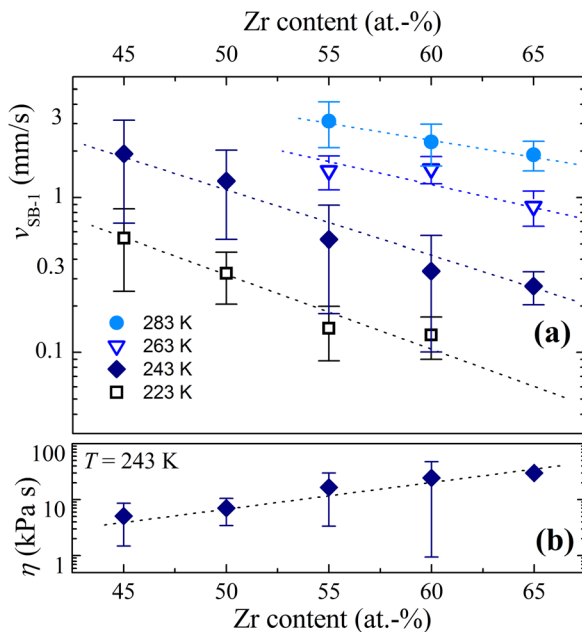 Zr content (at.-%)
45 50 55 60 65
3
1
0.3
0.1
v_SB-1 (mm/s)
283 K
263 K
243 K
223 K
(a)
100
10
1
η (kPa s)
T = 243 K
(b)
45 50 55 60 65
Zr content (at.-%)